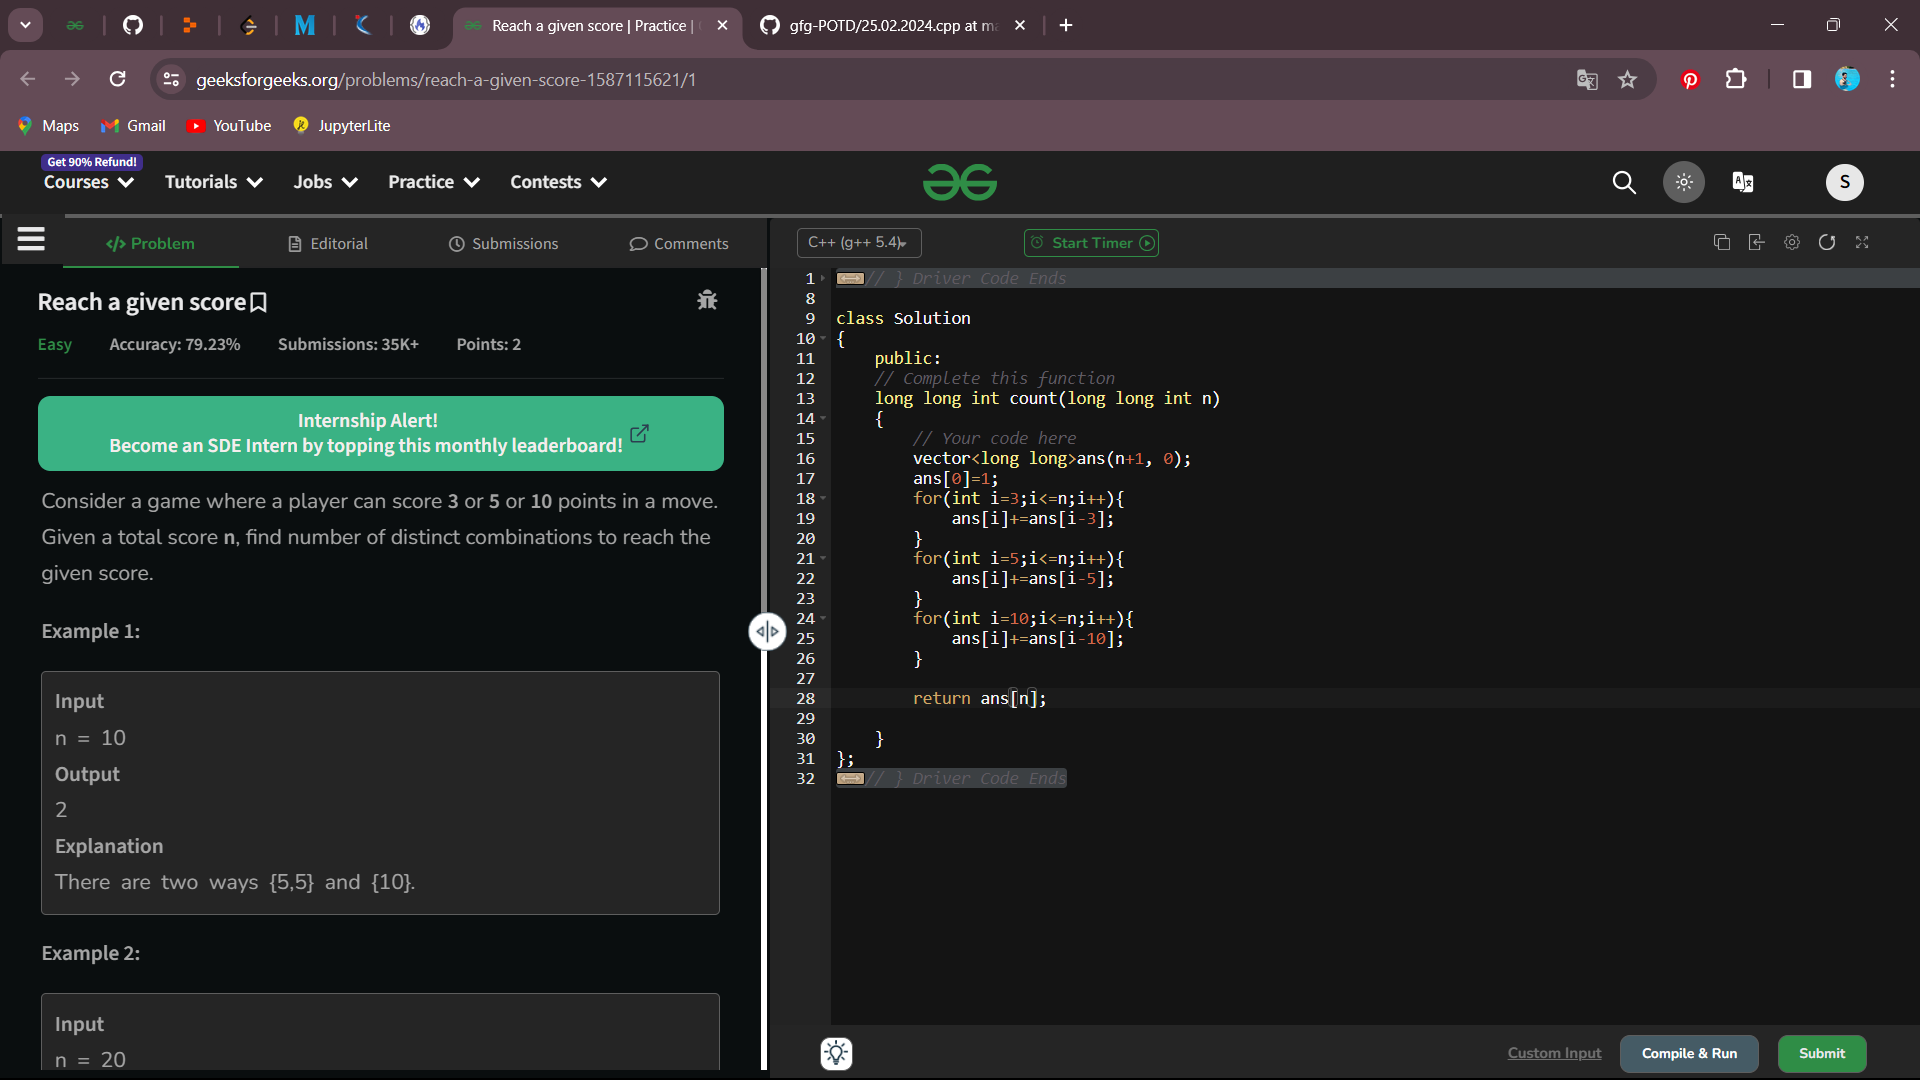 Reach a given score | Practice |
gfg-POTD/25.02.2024.cpp at ma
geeksforgeeks.org/problems/reach-a-given-score-1587115621/1
Maps
Gmail
YouTube
JupyterLite
Get 90% Refund!
Courses
Tutorials
Jobs
Practice
Contests
S
</> Problem
Editorial
Submissions
Comments
Reach a given score
Easy Accuracy: 79.23% Submissions: 35K+ Points: 2
Internship Alert!
Become an SDE Intern by topping this monthly leaderboard!
Consider a game where a player can score 3 or 5 or 10 points in a move.
Given a total score n, find number of distinct combinations to reach the
given score.
Example 1:
Input
n = 10
Output
2
Explanation
There are two ways {5,5} and {10}.
Example 2:
Input
n = 20
C++ (g++ 5.4)
Start Timer
1 // } Driver Code Ends
8
9 class Solution
10 {
11 public:
12 // Complete this function
13 long long int count(long long int n)
14 {
15 // Your code here
16 vector<long long>ans(n+1, 0);
17 ans[0]=1;
18 for(int i=3;i<=n;i++){
19 ans[i]+=ans[i-3];
20 }
21 for(int i=5;i<=n;i++){
22 ans[i]+=ans[i-5];
23 }
24 for(int i=10;i<=n;i++){
25 ans[i]+=ans[i-10];
26 }
27
28 return ans[n];
29
30 }
31 };
32 // } Driver Code Ends
Custom Input
Compile & Run
Submit